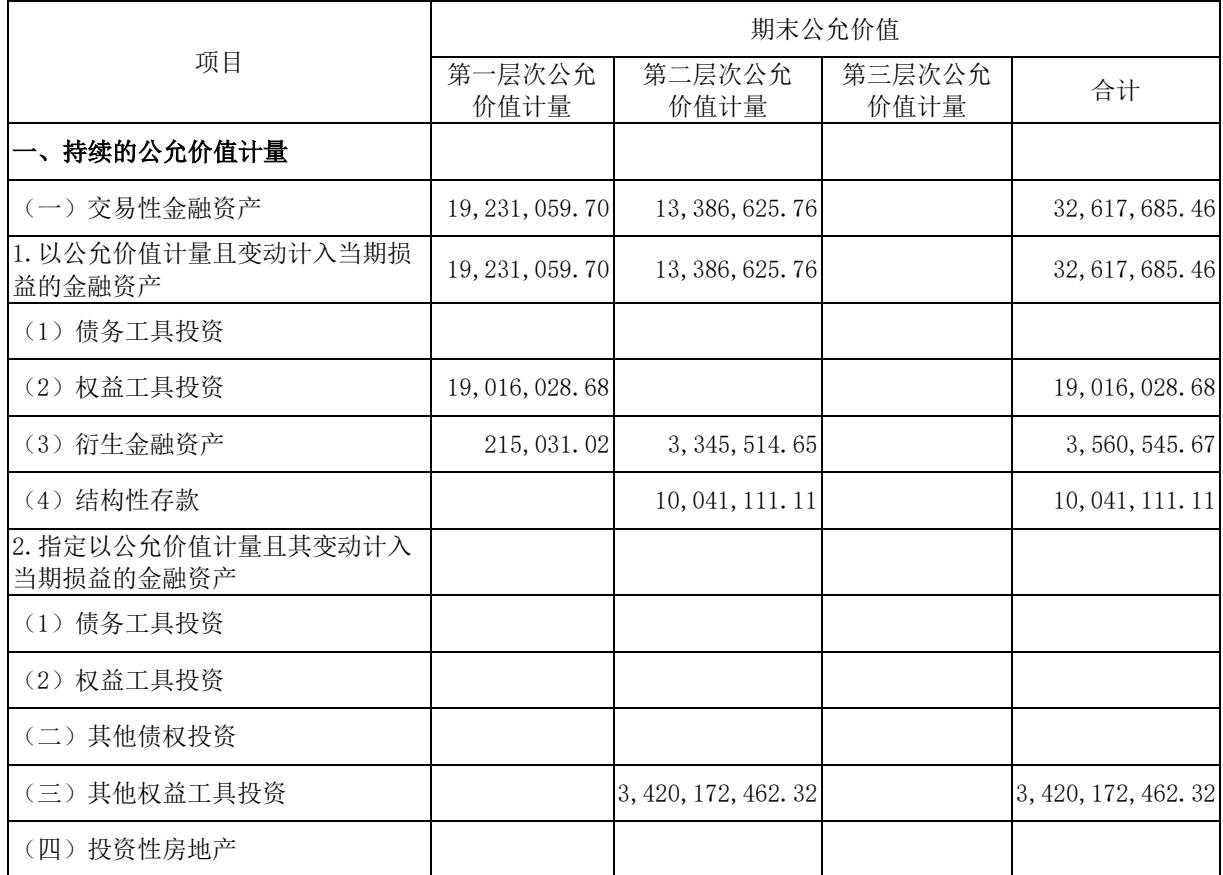 项目
期末公允价值
第一层次公允
价值计量
第二层次公允
价值计量
第三层次公允
价值计量
合计
一、持续的公允价值计量
（一）交易性金融资产 19,231,059.70 13,386,625.76 32,617,685.46
1.以公允价值计量且变动计入当期损
益的金融资产
19,231,059.70 13,386,625.76 32,617,685.46
（1）债务工具投资
（2）权益工具投资 19,016,028.68 19,016,028.68
（3）衍生金融资产 215,031.02 3,345,514.65 3,560,545.67
（4）结构性存款 10,041,111.11 10,041,111.11
2.指定以公允价值计量且其变动计入
当期损益的金融资产
（1）债务工具投资
（2）权益工具投资
（二）其他债权投资
（三）其他权益工具投资 3,420,172,462.32 3,420,172,462.32
（四）投资性房地产